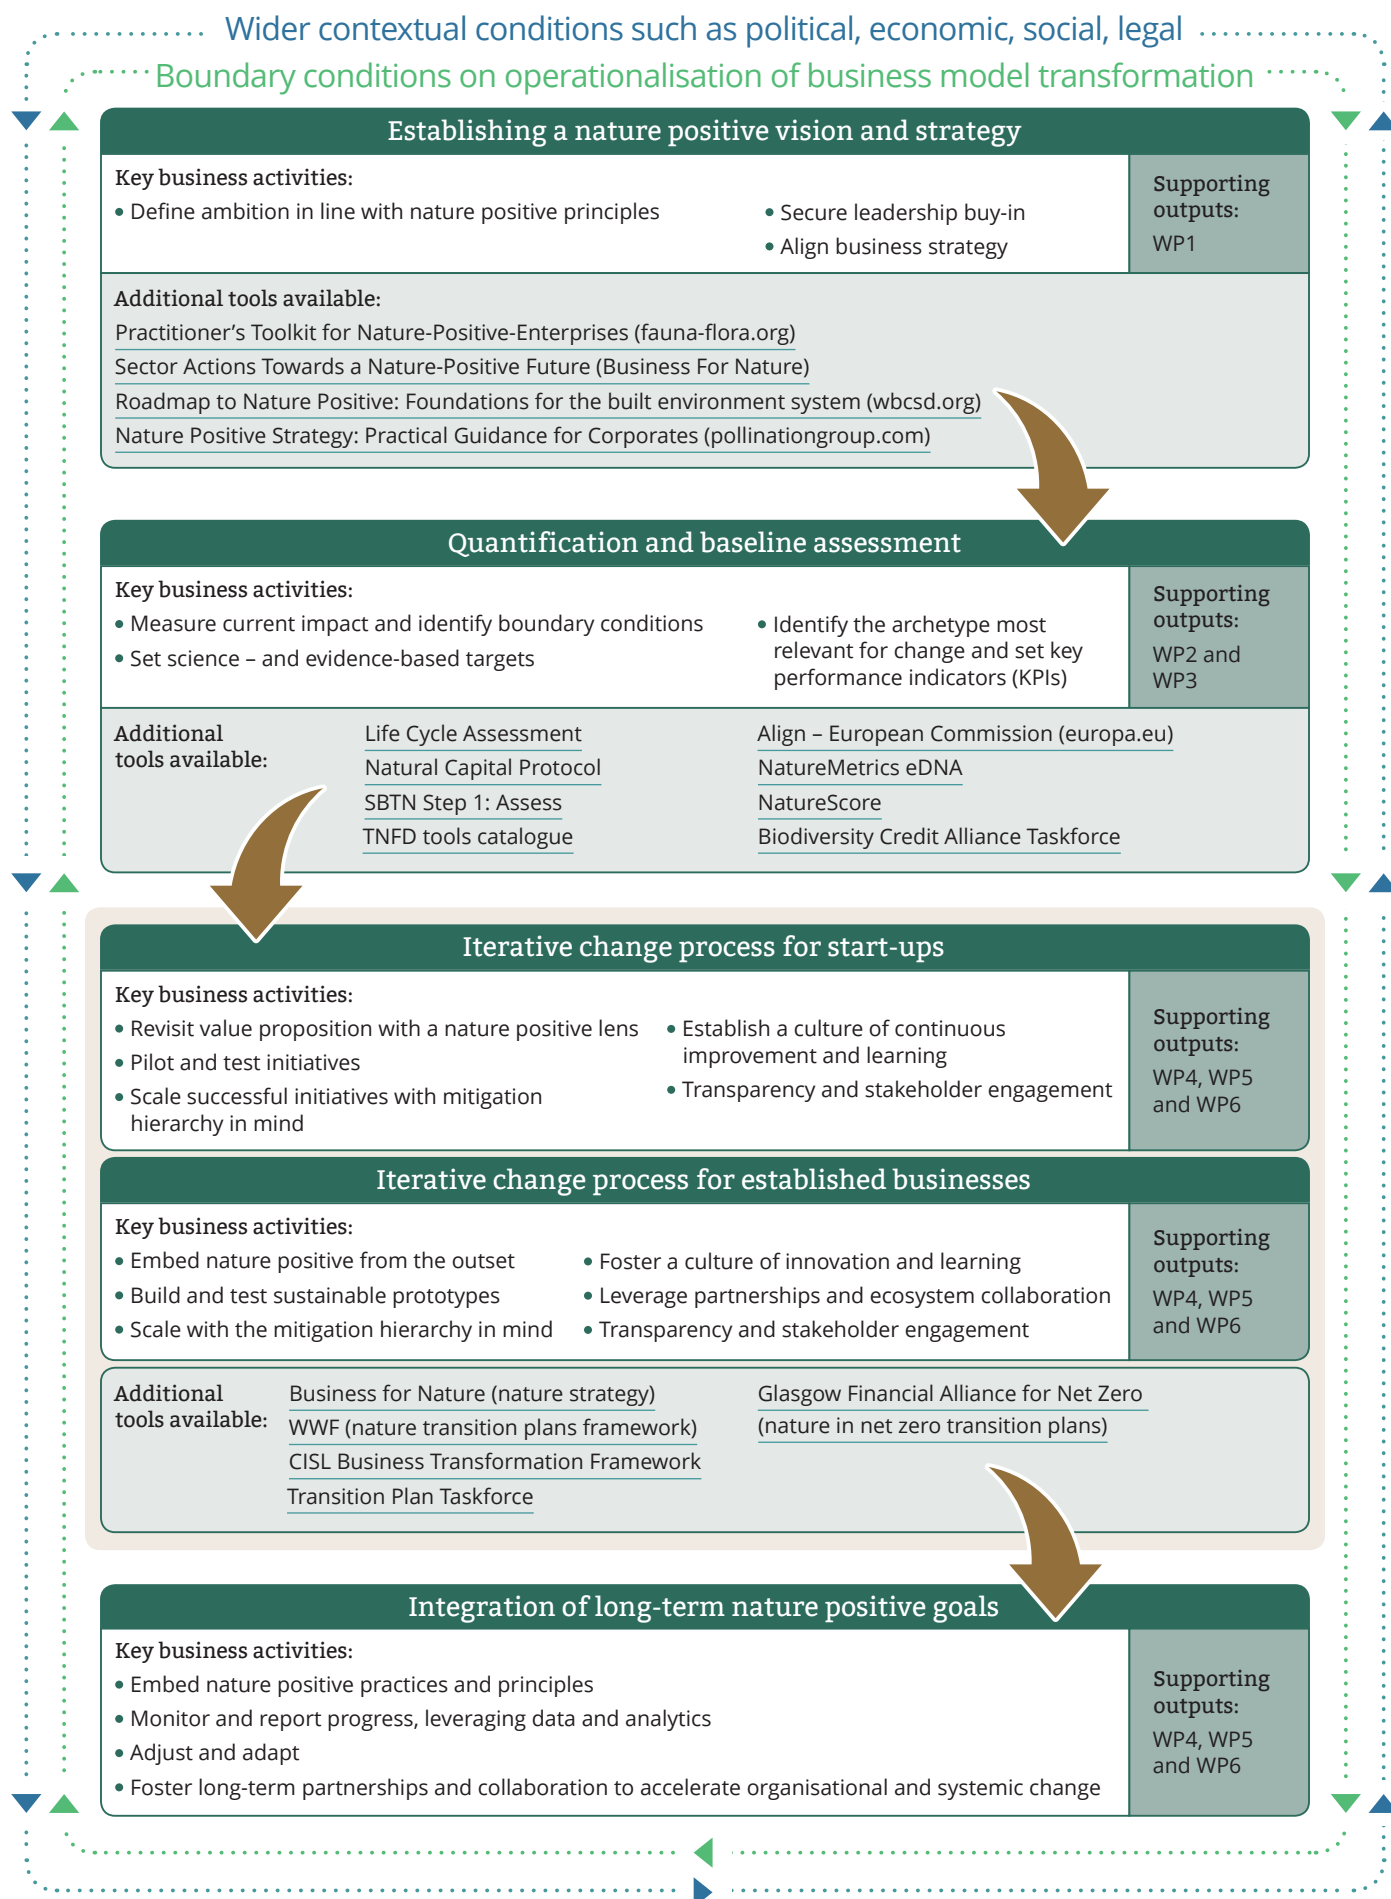 Wider contextual conditions such as political, economic, social, legal
Boundary conditions on operationalisation of business model transformation
Establishing a nature positive vision and strategy
Key business activities:
• Define ambition in line with nature positive principles
• Secure leadership buy-in
• Align business strategy
Supporting
outputs:
WP1
Additional tools available:
Practitioner’s Toolkit for Nature-Positive-Enterprises (fauna-flora.org)
Sector Actions Towards a Nature-Positive Future (Business For Nature)
Roadmap to Nature Positive: Foundations for the built environment system (wbcsd.org)
Nature Positive Strategy: Practical Guidance for Corporates (pollinationgroup.com)
Quantification and baseline assessment
Key business activities:
• Measure current impact and identify boundary conditions
• Set science – and evidence-based targets
• Identify the archetype most
relevant for change and set key
performance indicators (KPIs)
Supporting
outputs:
WP2 and
WP3
Additional
tools available:
Life Cycle Assessment
Natural Capital Protocol
SBTN Step 1: Assess
TNFD tools catalogue
Align – European Commission (europa.eu)
NatureMetrics eDNA
NatureScore
Biodiversity Credit Alliance Taskforce
Iterative change process for start-ups
Key business activities:
• Revisit value proposition with a nature positive lens
• Pilot and test initiatives
• Scale successful initiatives with mitigation
hierarchy in mind
• Establish a culture of continuous
improvement and learning
• Transparency and stakeholder engagement
Supporting
outputs:
WP4, WP5
and WP6
Iterative change process for established businesses
Key business activities:
• Embed nature positive from the outset
• Build and test sustainable prototypes
• Scale with the mitigation hierarchy in mind
• Foster a culture of innovation and learning
• Leverage partnerships and ecosystem collaboration
• Transparency and stakeholder engagement
Supporting
outputs:
WP4, WP5
and WP6
Additional
tools available:
Business for Nature (nature strategy)
WWF (nature transition plans framework)
CISL Business Transformation Framework
Transition Plan Taskforce
Glasgow Financial Alliance for Net Zero
(nature in net zero transition plans)
Integration of long-term nature positive goals
Key business activities:
• Embed nature positive practices and principles
• Monitor and report progress, leveraging data and analytics
• Adjust and adapt
• Foster long-term partnerships and collaboration to accelerate organisational and systemic change
Supporting
outputs:
WP4, WP5
and WP6